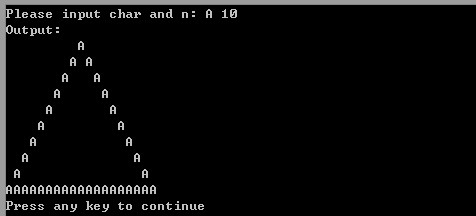 Please input char and n: A 10
Output:
         A
        A A
       A   A
      A     A
     A       A
    A         A
   A           A
  A             A
 A               A
AAAAAAAAAAAAAAAAAAA
Press any key to continue